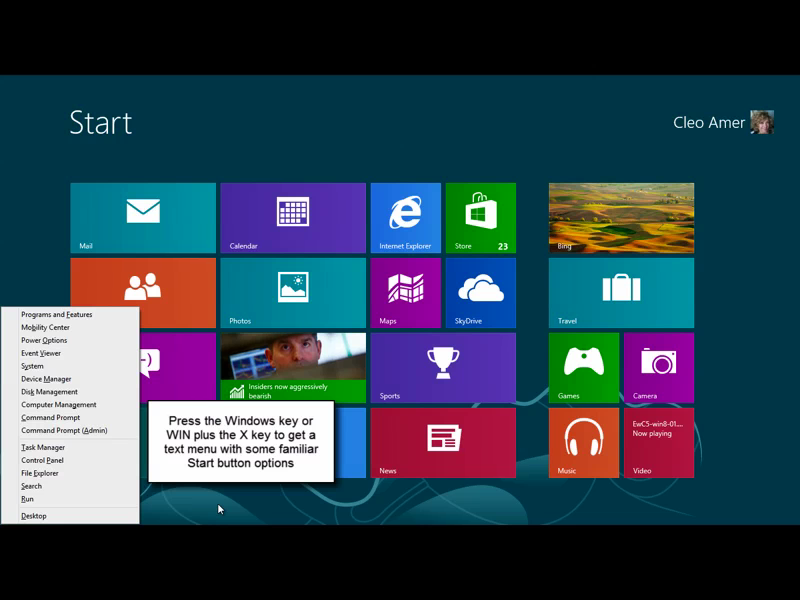 Start
Cleo Amer
Mail
Calendar
Internet Explorer
Store
23
Bing
Photos
Maps
SkyDrive
Travel
Insiders now aggressively
bearish
Sports
Games
Camera
News
Music
EwC5-win8-01....
Now playing
Video
Programs and Features
Mobility Center
Power Options
Event Viewer
System
Device Manager
Disk Management
Computer Management
Command Prompt
Command Prompt (Admin)
Task Manager
Control Panel
File Explorer
Search
Run
Desktop
Press the Windows key or
WIN plus the X key to get a
text menu with some familiar
Start button options